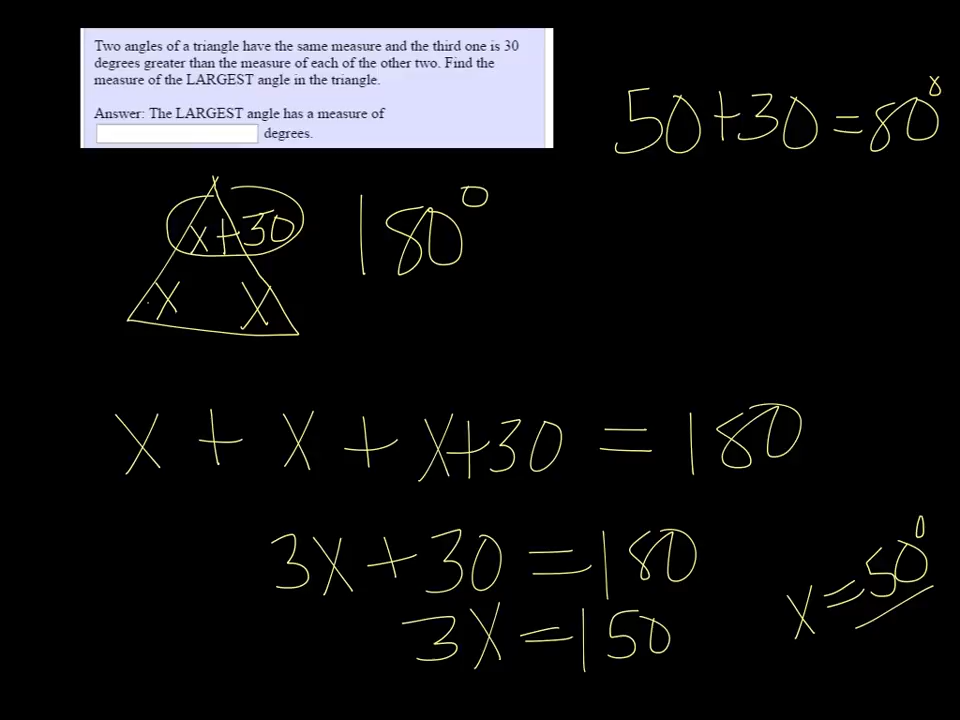 Two angles of a triangle have the same measure and the third one is 30
degrees greater than the measure of each of the other two. Find the
measure of the LARGEST angle in the triangle.
Answer: The LARGEST angle has a measure of
degrees.
50+30=80°
x+30
x x
180°
x + x + x+30 = 180
3x+30=180
3x=150
x=50°